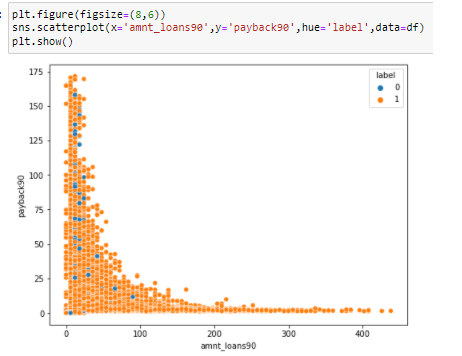 plt.figure(figsize=(8,6))
sns.scatterplot(x='amnt_loans90',y='payback90',hue='label',data=df)
plt.show()
175
150
125
100
75
50
25
0
payback90
label
0
1
0
100
200
300
400
amnt_loans90